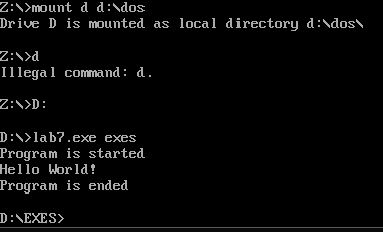 Z:\>mount d d:\dos
Drive D is mounted as local directory d:\dos\
Z:\>d
Illegal command: d.
Z:\>D:
D:\>lab7.exe exes
Program is started
Hello World!
Program is ended
D:\EXES>